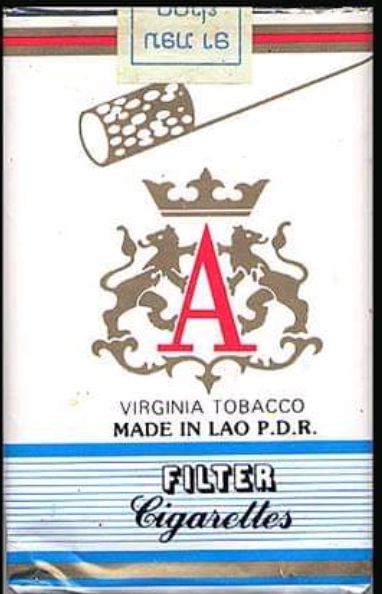 A
VIRGINIA TOBACCO
MADE IN LAO P.D.R.
FILTER
Cigarettes